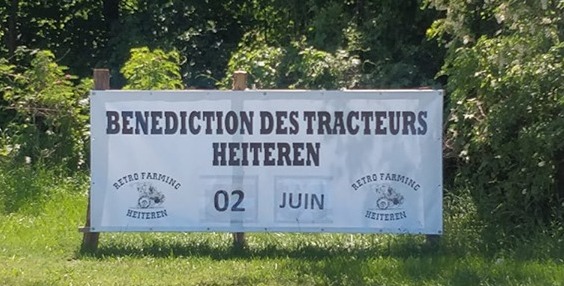 BENEDICTION DES TRACTEURS
HEITEREN
RETRO FARMING
HEITEREN
02 JUIN
RETRO FARMING
HEITEREN